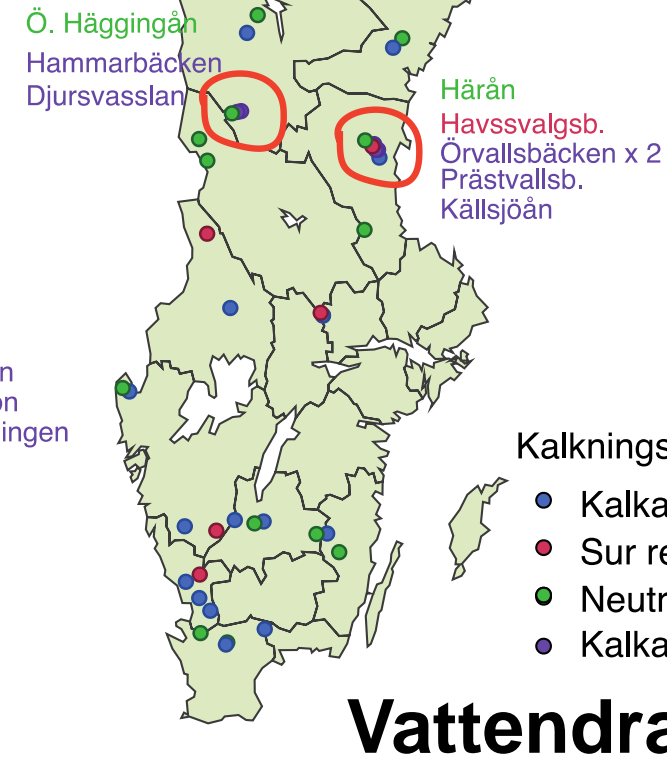 Ö. Häggingån
Hammarbäcken
Djursvasslan
Härån
Havssvalgsb.
Örvallsbäcken x 2
Prästvallsb.
Källsjöån
n
on
ingen
Kalknings
Kalka
Sur re
Neutr
Kalka
Vattendra